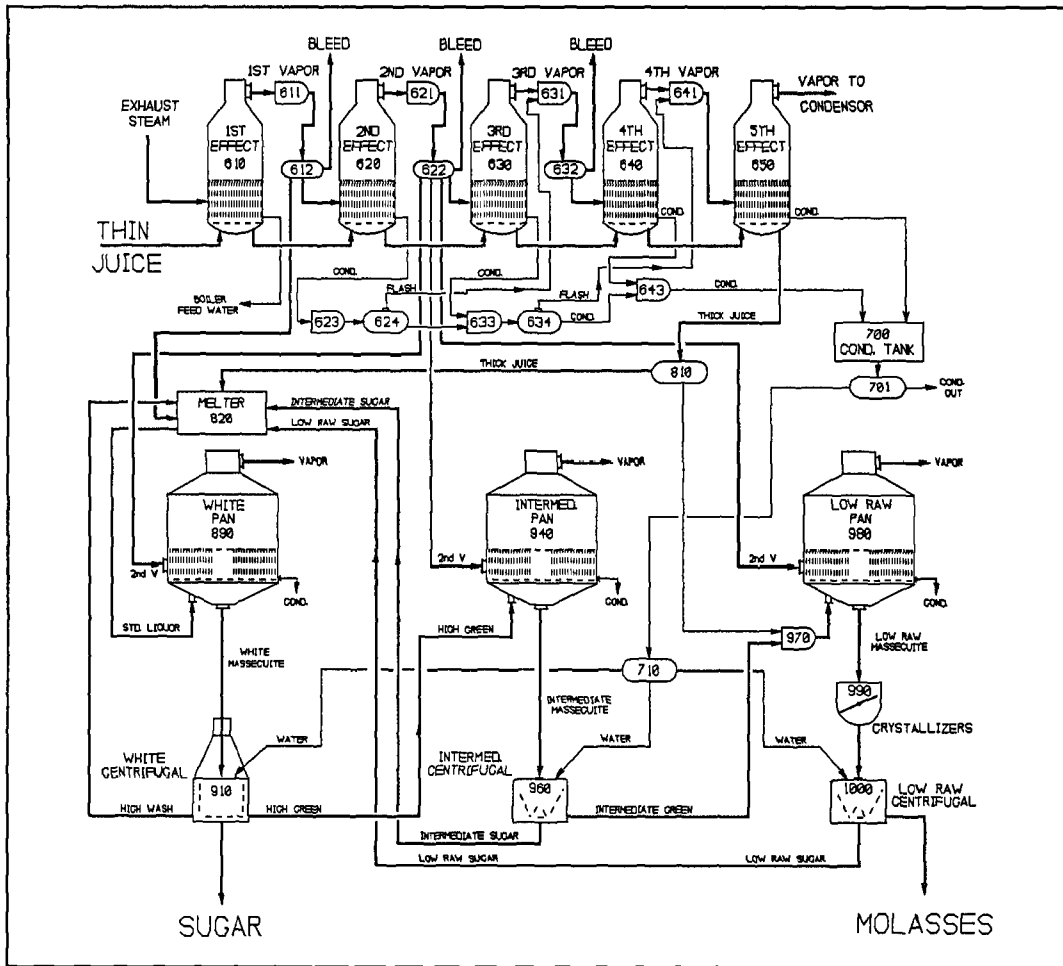 BLEED
BLEED
BLEED
1ST VAPOR
2ND VAPOR
3RD VAPOR
4TH VAPOR
VAPOR TO
CONDENSOR
611
621
631
641
EXHAUST
STEAM
1ST
EFFECT
610
2ND
EFFECT
620
3RD
EFFECT
630
4TH
EFFECT
640
5TH
EFFECT
650
612
622
632
THIN
JUICE
COND.
COND.
COND.
COND.
BOILER
FEED WATER
FLASH
FLASH
COND.
COND.
623
624
633
634
643
THICK JUICE
700
COND. TANK
701
COND.
OUT
THICK JUICE
810
MELTER
820
INTERMEDIATE SUGAR
LOW RAW SUGAR
VAPOR
VAPOR
VAPOR
WHITE
PAN
890
INTERMED.
PAN
940
LOW RAW
PAN
980
2nd V
2nd V
2nd V
COND.
COND.
COND.
STD. LIQUOR
HIGH GREEN
970
WHITE
MASSECUITE
INTERMEDIATE
MASSECUITE
LOW RAW
MASSECUITE
710
990
CRYSTALLIZERS
WATER
WATER
WATER
WHITE
CENTRIFUGAL
910
INTERMED.
CENTRIFUGAL
960
1000
LOW RAW
CENTRIFUGAL
HIGH WASH
HIGH GREEN
INTERMEDIATE GREEN
INTERMEDIATE SUGAR
LOW RAW SUGAR
LOW RAW SUGAR
SUGAR
MOLASSES